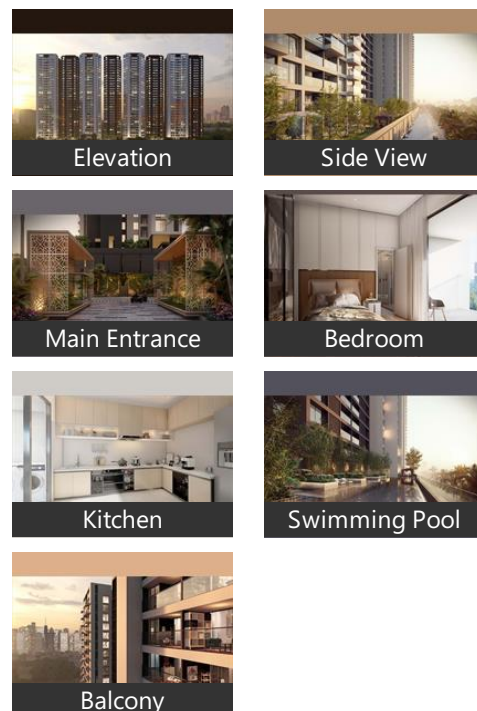 Elevation
Side View
Main Entrance
Bedroom
Kitchen
Swimming Pool
Balcony